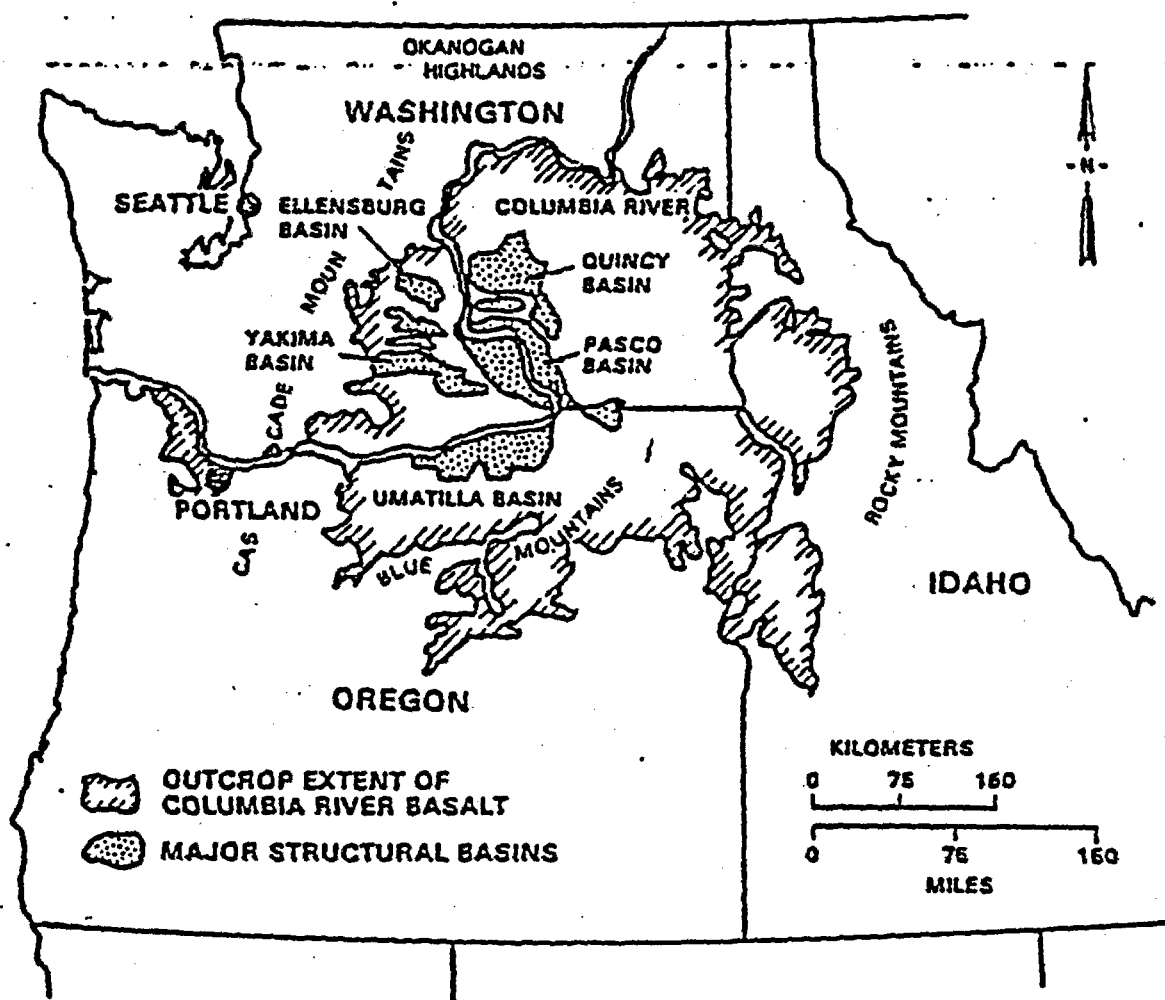 OKANOGAN
HIGHLANDS
WASHINGTON
TAINS
SEATTLE
ELLENSBURG
BASIN
COLUMBIA RIVER
N
MOUN
QUINCY
BASIN
YAKIMA
BASIN
PASCO
BASIN
CADE
ROCKY MOUNTAINS
UMATILLA BASIN
PORTLAND
CAS
BLUE
MOUNTAINS
IDAHO
OREGON
KILOMETERS
0 75 150
OUTCROP EXTENT OF
COLUMBIA RIVER BASALT
MAJOR STRUCTURAL BASINS
0 75 150
MILES